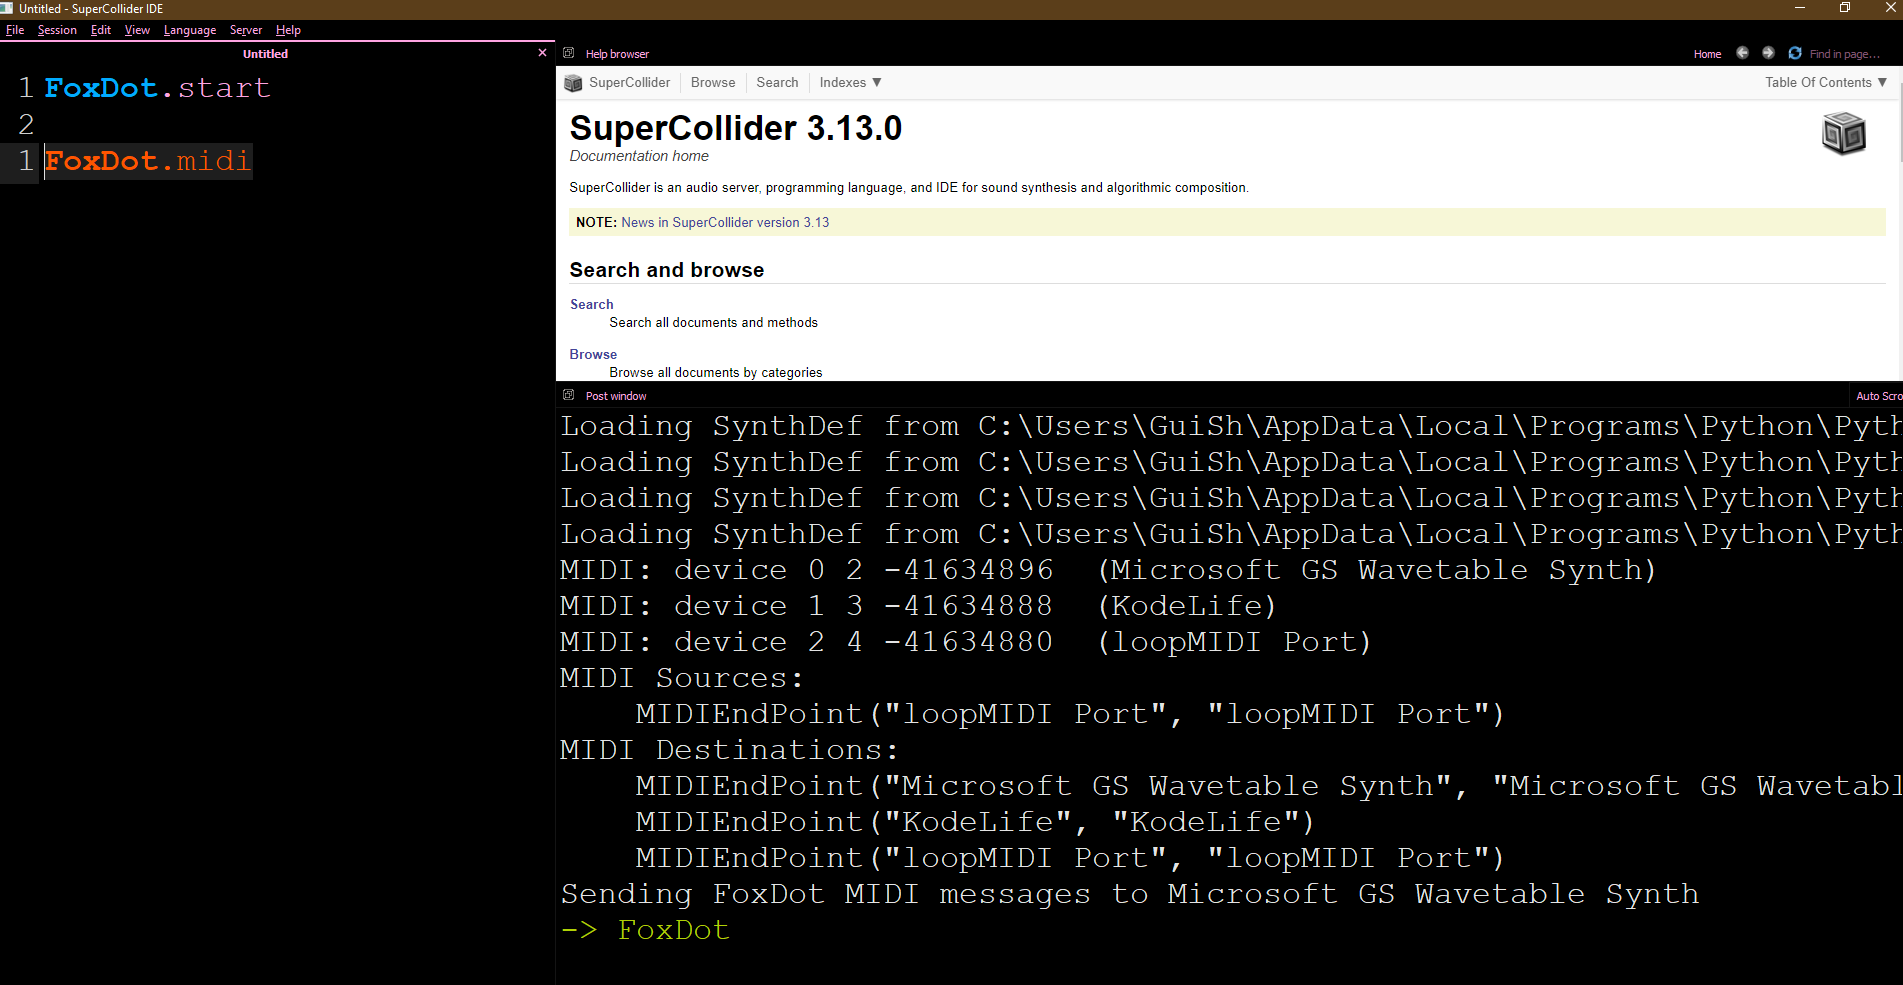 Untitled - SuperCollider IDE
File Session Edit View Language Server Help
Untitled
1 FoxDot.start
2
1 FoxDot.midi
Help browser
Home Find in page...
SuperCollider Browse Search Indexes ▼ Table Of Contents ▼
SuperCollider 3.13.0
Documentation home
SuperCollider is an audio server, programming language, and IDE for sound synthesis and algorithmic composition.
NOTE: News in SuperCollider version 3.13
Search and browse
Search
Search all documents and methods
Browse
Browse all documents by categories
Post window Auto Scro
Loading SynthDef from C:\Users\GuiSh\AppData\Local\Programs\Python\Pyth
Loading SynthDef from C:\Users\GuiSh\AppData\Local\Programs\Python\Pyth
Loading SynthDef from C:\Users\GuiSh\AppData\Local\Programs\Python\Pyth
Loading SynthDef from C:\Users\GuiSh\AppData\Local\Programs\Python\Pyth
MIDI: device 0 2 -41634896 (Microsoft GS Wavetable Synth)
MIDI: device 1 3 -41634888 (KodeLife)
MIDI: device 2 4 -41634880 (loopMIDI Port)
MIDI Sources:
MIDIEndPoint("loopMIDI Port", "loopMIDI Port")
MIDI Destinations:
MIDIEndPoint("Microsoft GS Wavetable Synth", "Microsoft GS Wavetabl
MIDIEndPoint("KodeLife", "KodeLife")
MIDIEndPoint("loopMIDI Port", "loopMIDI Port")
Sending FoxDot MIDI messages to Microsoft GS Wavetable Synth
-> FoxDot